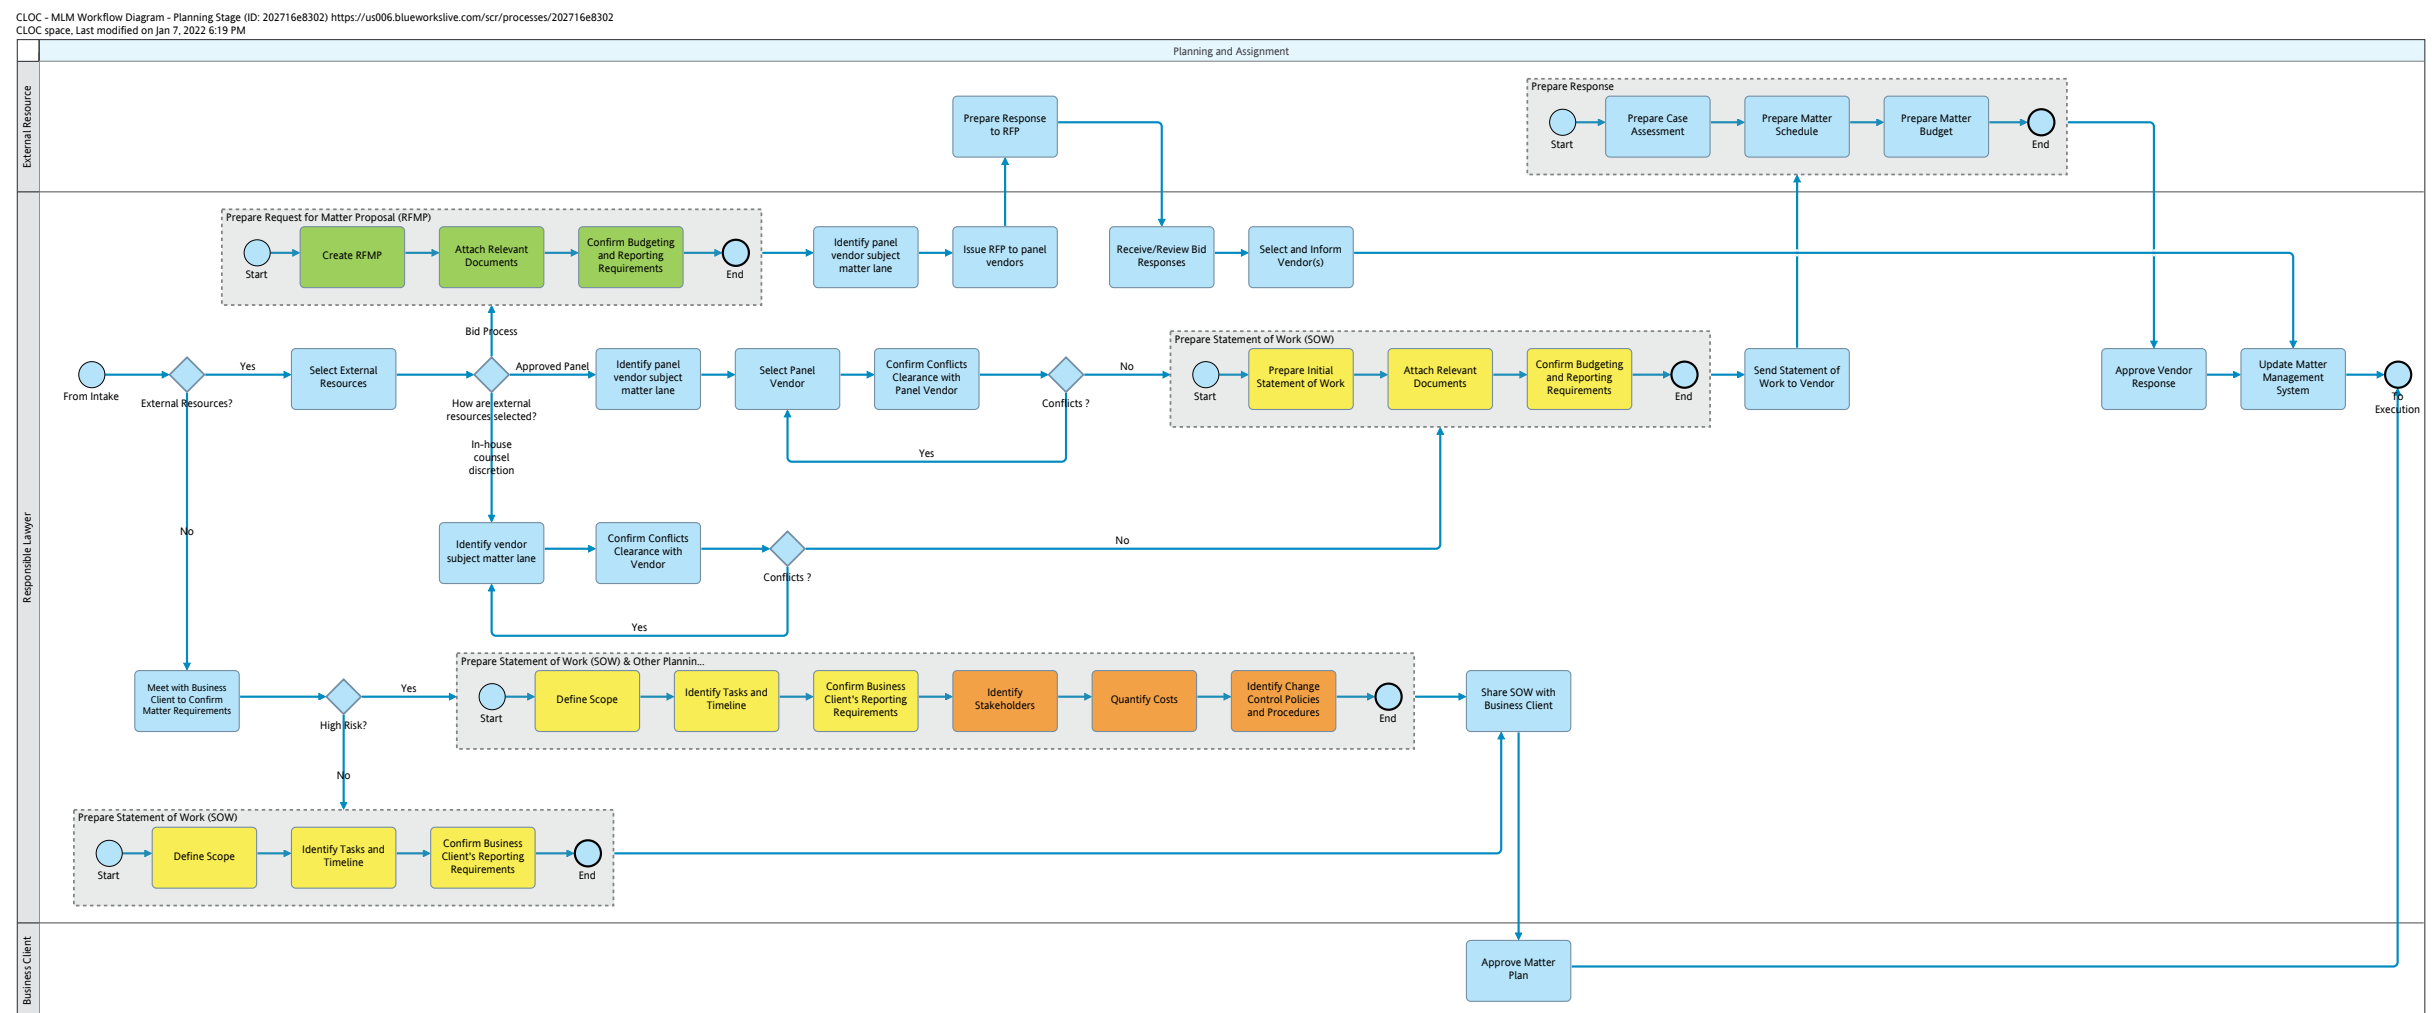 CLOC - MLM Workflow Diagram - Planning Stage (ID: 202716e8302) https://us006.blueworkslive.com/scr/processes/202716e8302
CLOC space, Last modified on Jan 7, 2022 6:19 PM
Planning and Assignment
External Resource
Prepare Response
to RFP
Prepare Response
Start
Prepare Case
Assessment
Prepare Matter
Schedule
Prepare Matter
Budget
End
Responsible Lawyer
Prepare Request for Matter Proposal (RFMP)
Start
Create RFMP
Attach Relevant
Documents
Confirm Budgeting
and Reporting
Requirements
End
Identify panel
vendor subject
matter lane
Issue RFP to panel
vendors
Receive/Review Bid
Responses
Select and Inform
Vendor(s)
Bid Process
From Intake
External Resources?
Yes
Select External
Resources
How are external
resources selected?
Approved Panel
Identify panel
vendor subject
matter lane
Select Panel
Vendor
Confirm Conflicts
Clearance with
Panel Vendor
Conflicts ?
No
Yes
Prepare Statement of Work (SOW)
Start
Prepare Initial
Statement of Work
Attach Relevant
Documents
Confirm Budgeting
and Reporting
Requirements
End
Send Statement of
Work to Vendor
Approve Vendor
Response
Update Matter
Management
System
To
Execution
In-house
counsel
discretion
No
Identify vendor
subject matter lane
Confirm Conflicts
Clearance with
Vendor
Conflicts ?
No
Yes
Meet with Business
Client to Confirm
Matter Requirements
High Risk?
Yes
Prepare Statement of Work (SOW) & Other Plannin...
Start
Define Scope
Identify Tasks and
Timeline
Confirm Business
Client's Reporting
Requirements
Identify
Stakeholders
Quantify Costs
Identify Change
Control Policies
and Procedures
End
Share SOW with
Business Client
No
Prepare Statement of Work (SOW)
Start
Define Scope
Identify Tasks and
Timeline
Confirm Business
Client's Reporting
Requirements
End
Business Client
Approve Matter
Plan